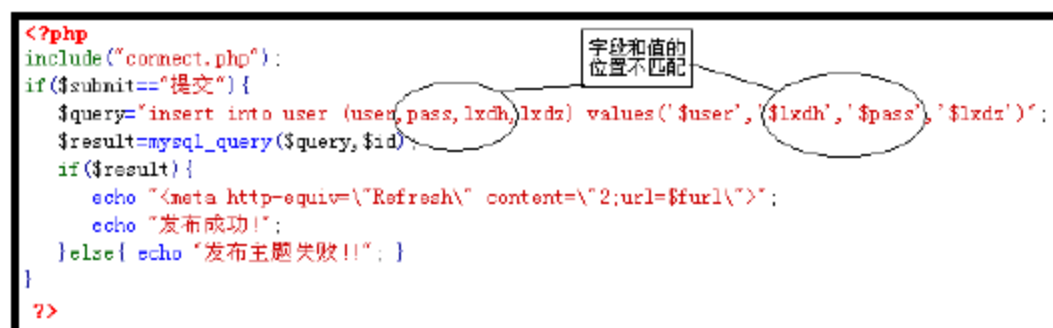 <?php
include("connect.php");
if($submit=="提交"){
字段和值的
位置不匹配
$query="insert into user (user,pass,lxdh,lxdz) values('$user','$lxdh','$pass','$lxdz')";
$result=mysql_query($query,$id);
if($result){
echo "<meta http-equiv=\"Refresh\" content=\"2;url=$furl\">";
echo "发布成功!";
}else{ echo "发布主题失败!!"; }
}
?>